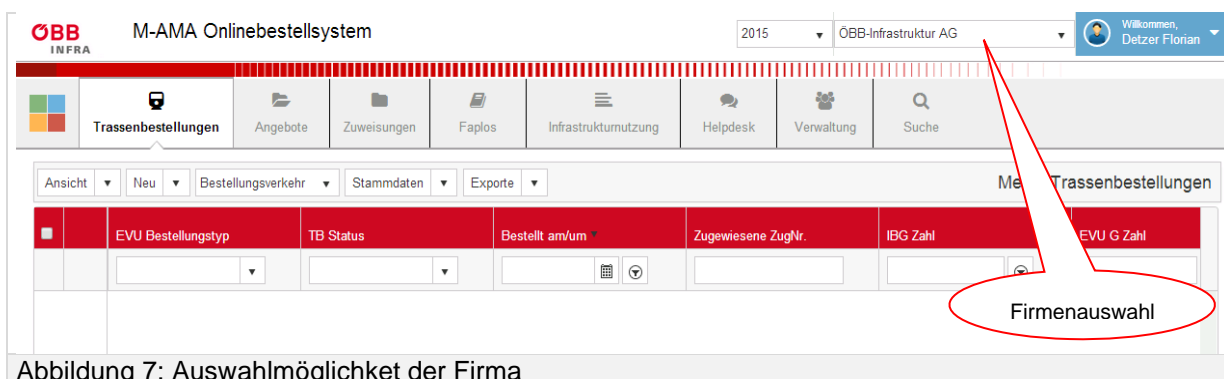 ÖBB
INFRA
M-AMA Onlinebestellsystem
2015
ÖBB-Infrastruktur AG
Willkommen,
Detzer Florian
Trassenbestellungen
Angebote
Zuweisungen
Faplos
Infrastrukturnutzung
Helpdesk
Verwaltung
Suche
Ansicht
Neu
Bestellungsverkehr
Stammdaten
Exporte
Trassenbestellungen
EVU Bestellungstyp
TB Status
Bestellt am/um
Zugewiesene ZugNr.
IBG Zahl
EVU G Zahl
Firmenauswahl
Abbildung 7: Auswahlmöglichket der Firma